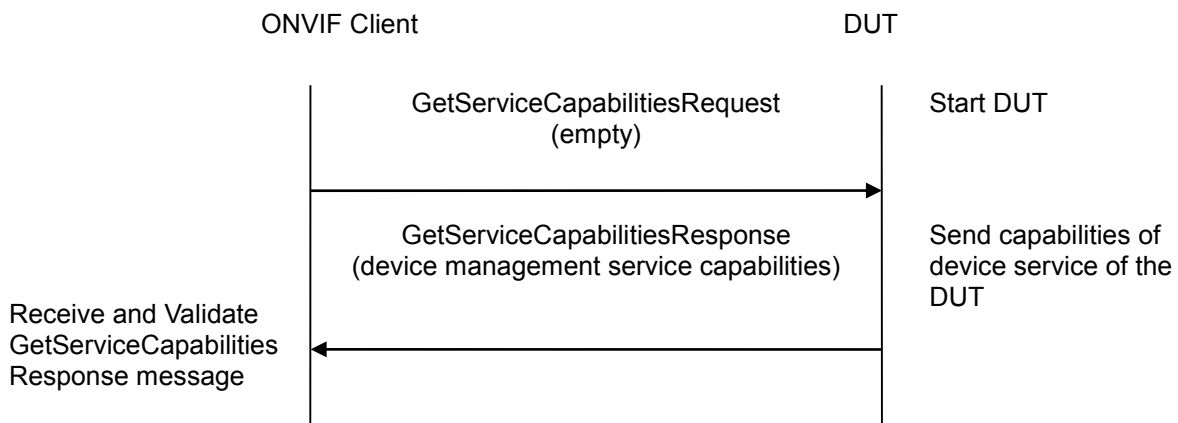 ONVIF Client
DUT
GetServiceCapabilitiesRequest
(empty)
Start DUT
GetServiceCapabilitiesResponse
(device management service capabilities)
Send capabilities of
device service of the
DUT
Receive and Validate
GetServiceCapabilities
Response message